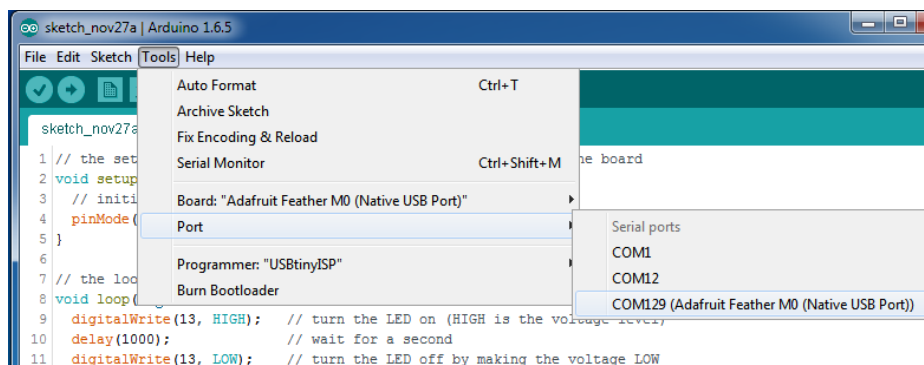 sketch_nov27a | Arduino 1.6.5
File Edit Sketch Tools Help
Auto Format Ctrl+T
Archive Sketch
sketch_nov27a
Fix Encoding & Reload
Serial Monitor Ctrl+Shift+M
Board: "Adafruit Feather M0 (Native USB Port)"
Port
Programmer: "USBtinyISP"
Burn Bootloader
Serial ports
COM1
COM12
COM129 (Adafruit Feather M0 (Native USB Port))
1 // the set
board
2 void setup
3 // initi
4 pinMode(
5 }
6
7 // the loo
8 void loop(
9 digitalWrite(13, HIGH); // turn the LED on (HIGH is the voltage level)
10 delay(1000); // wait for a second
11 digitalWrite(13, LOW); // turn the LED off by making the voltage LOW